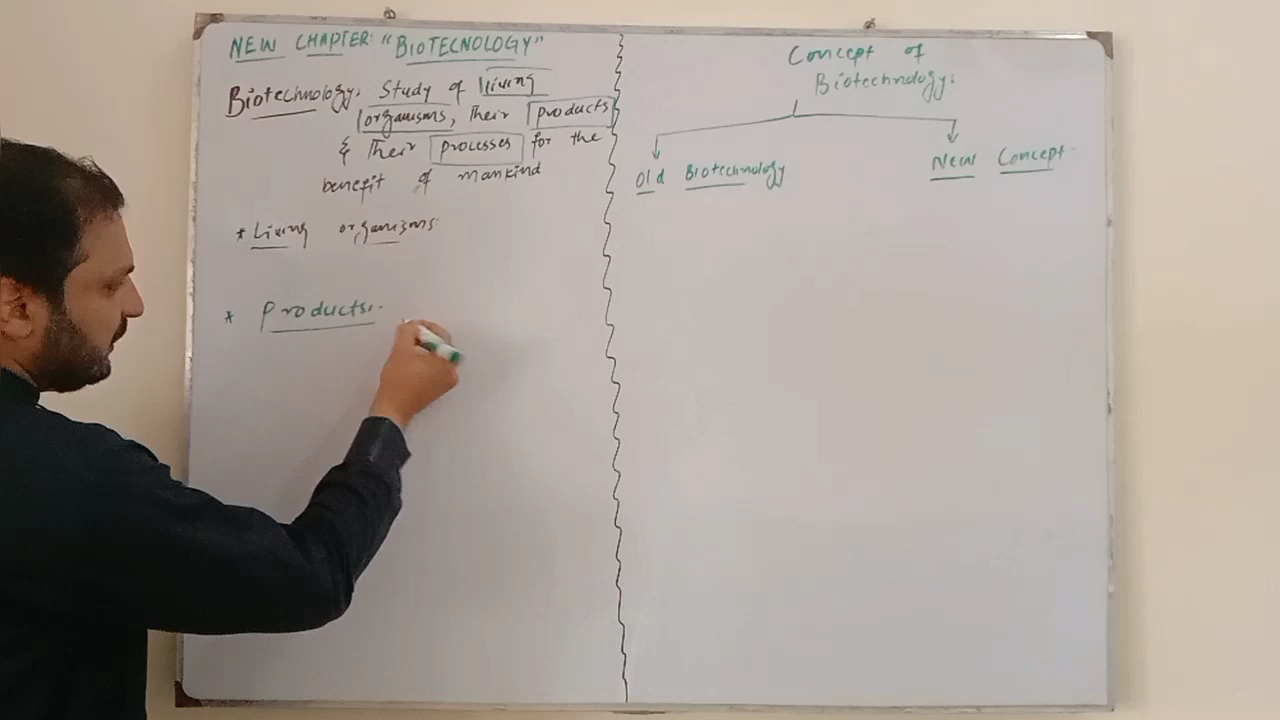 NEW CHAPTER: "BIOTECNOLOGY"
Biotechnology: Study of living
organisms, Their products
& Their processes for the
benefit of mankind
* Living organisms:
* Products:
Concept of
Biotechnology:
Old Biotechnology
New Concept